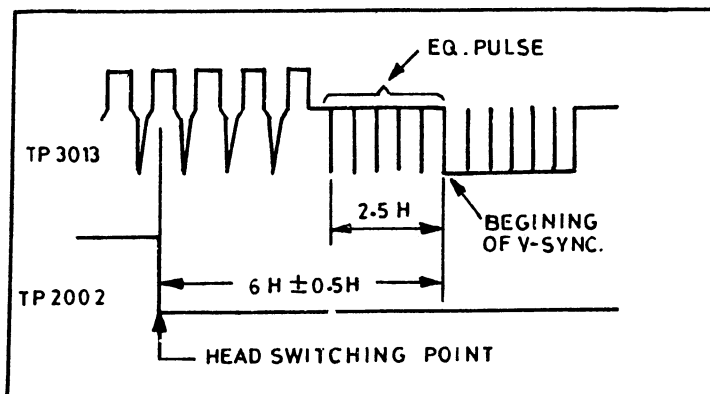 EQ. PULSE
TP 3013
2.5 H
BEGINING
OF V-SYNC.
6 H ± 0.5H
TP 2002
HEAD SWITCHING POINT